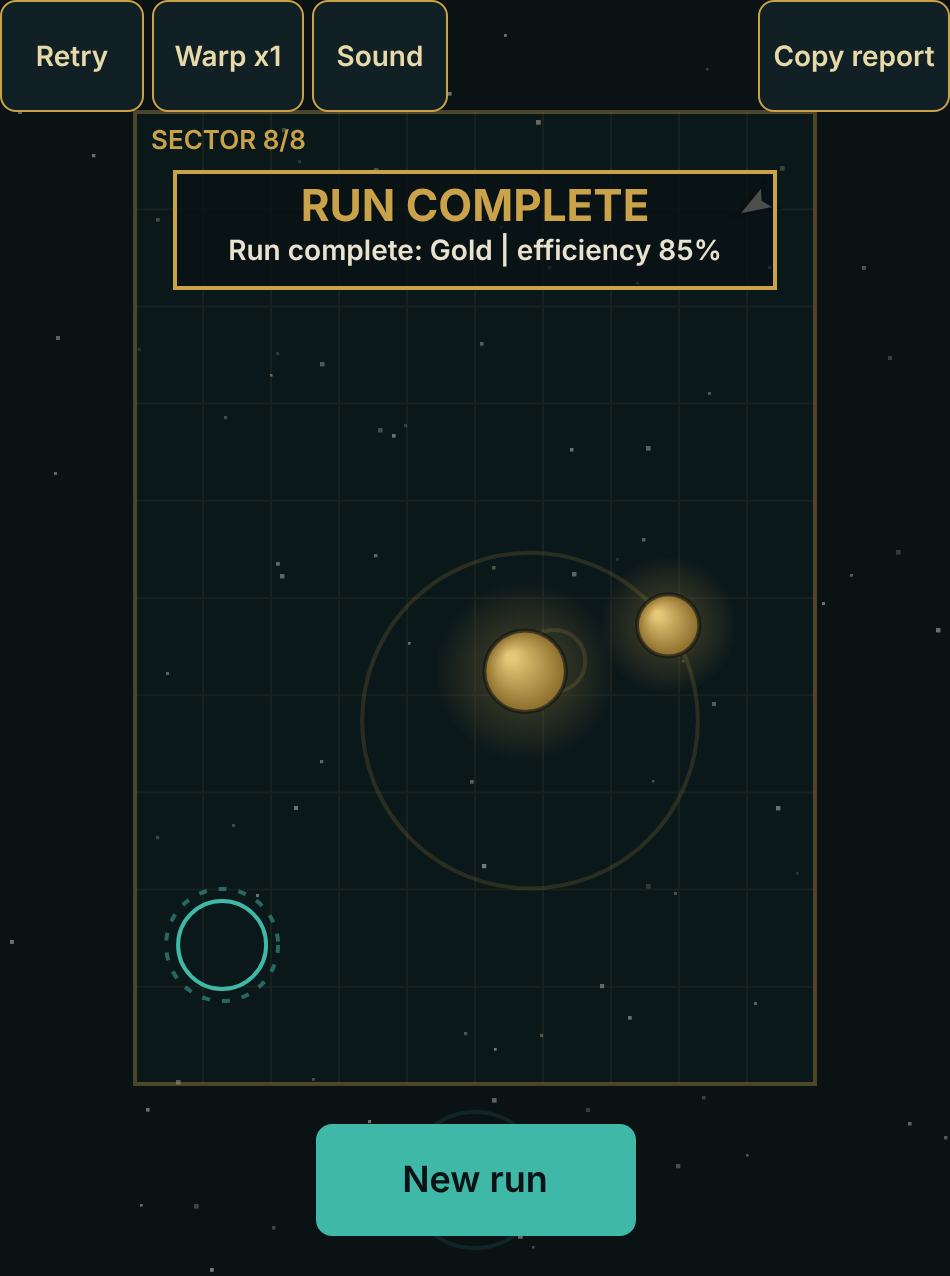 Retry
Warp x1
Sound
Copy report
SECTOR 8/8
RUN COMPLETE
Run complete: Gold | efficiency 85%
New run